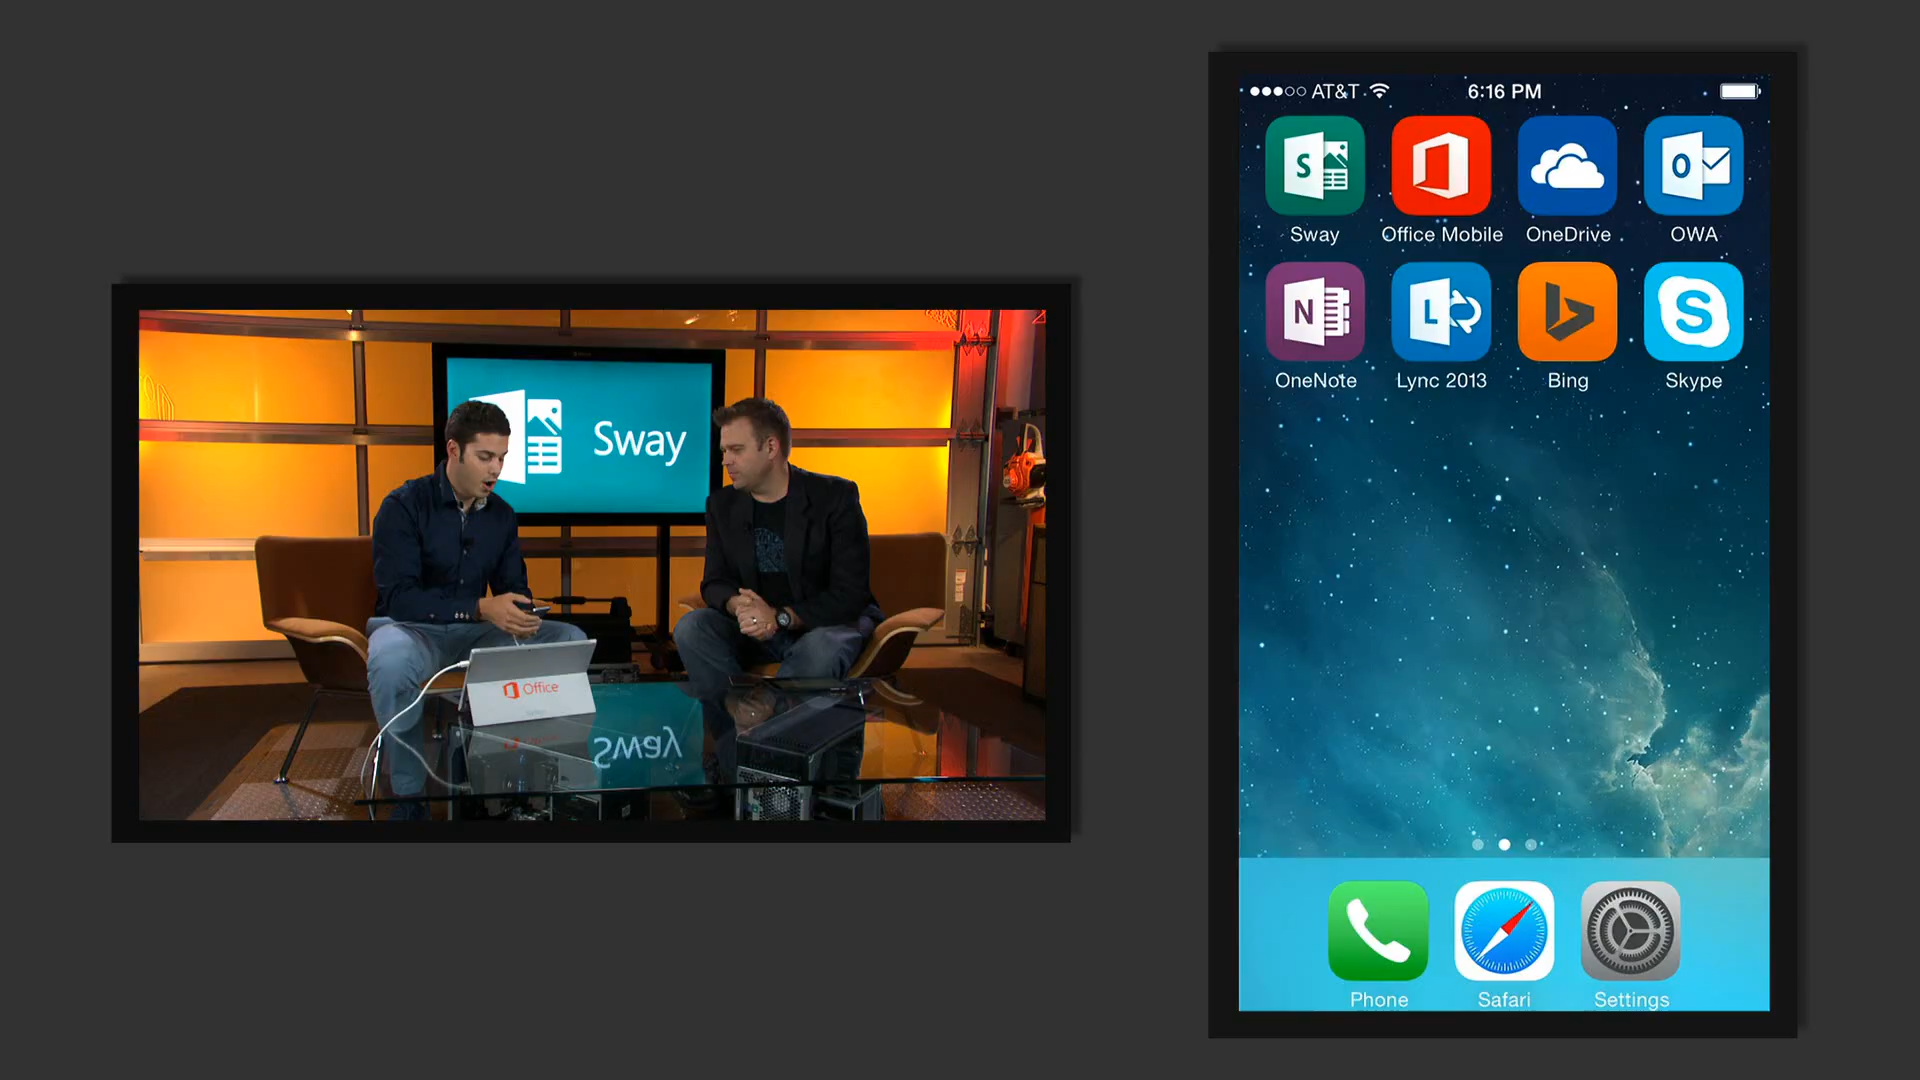 Sway
Office
Sway
AT&T 6:16 PM
S
O
Sway Office Mobile OneDrive OWA
N
L
S
OneNote Lync 2013 Bing Skype
Phone Safari Settings